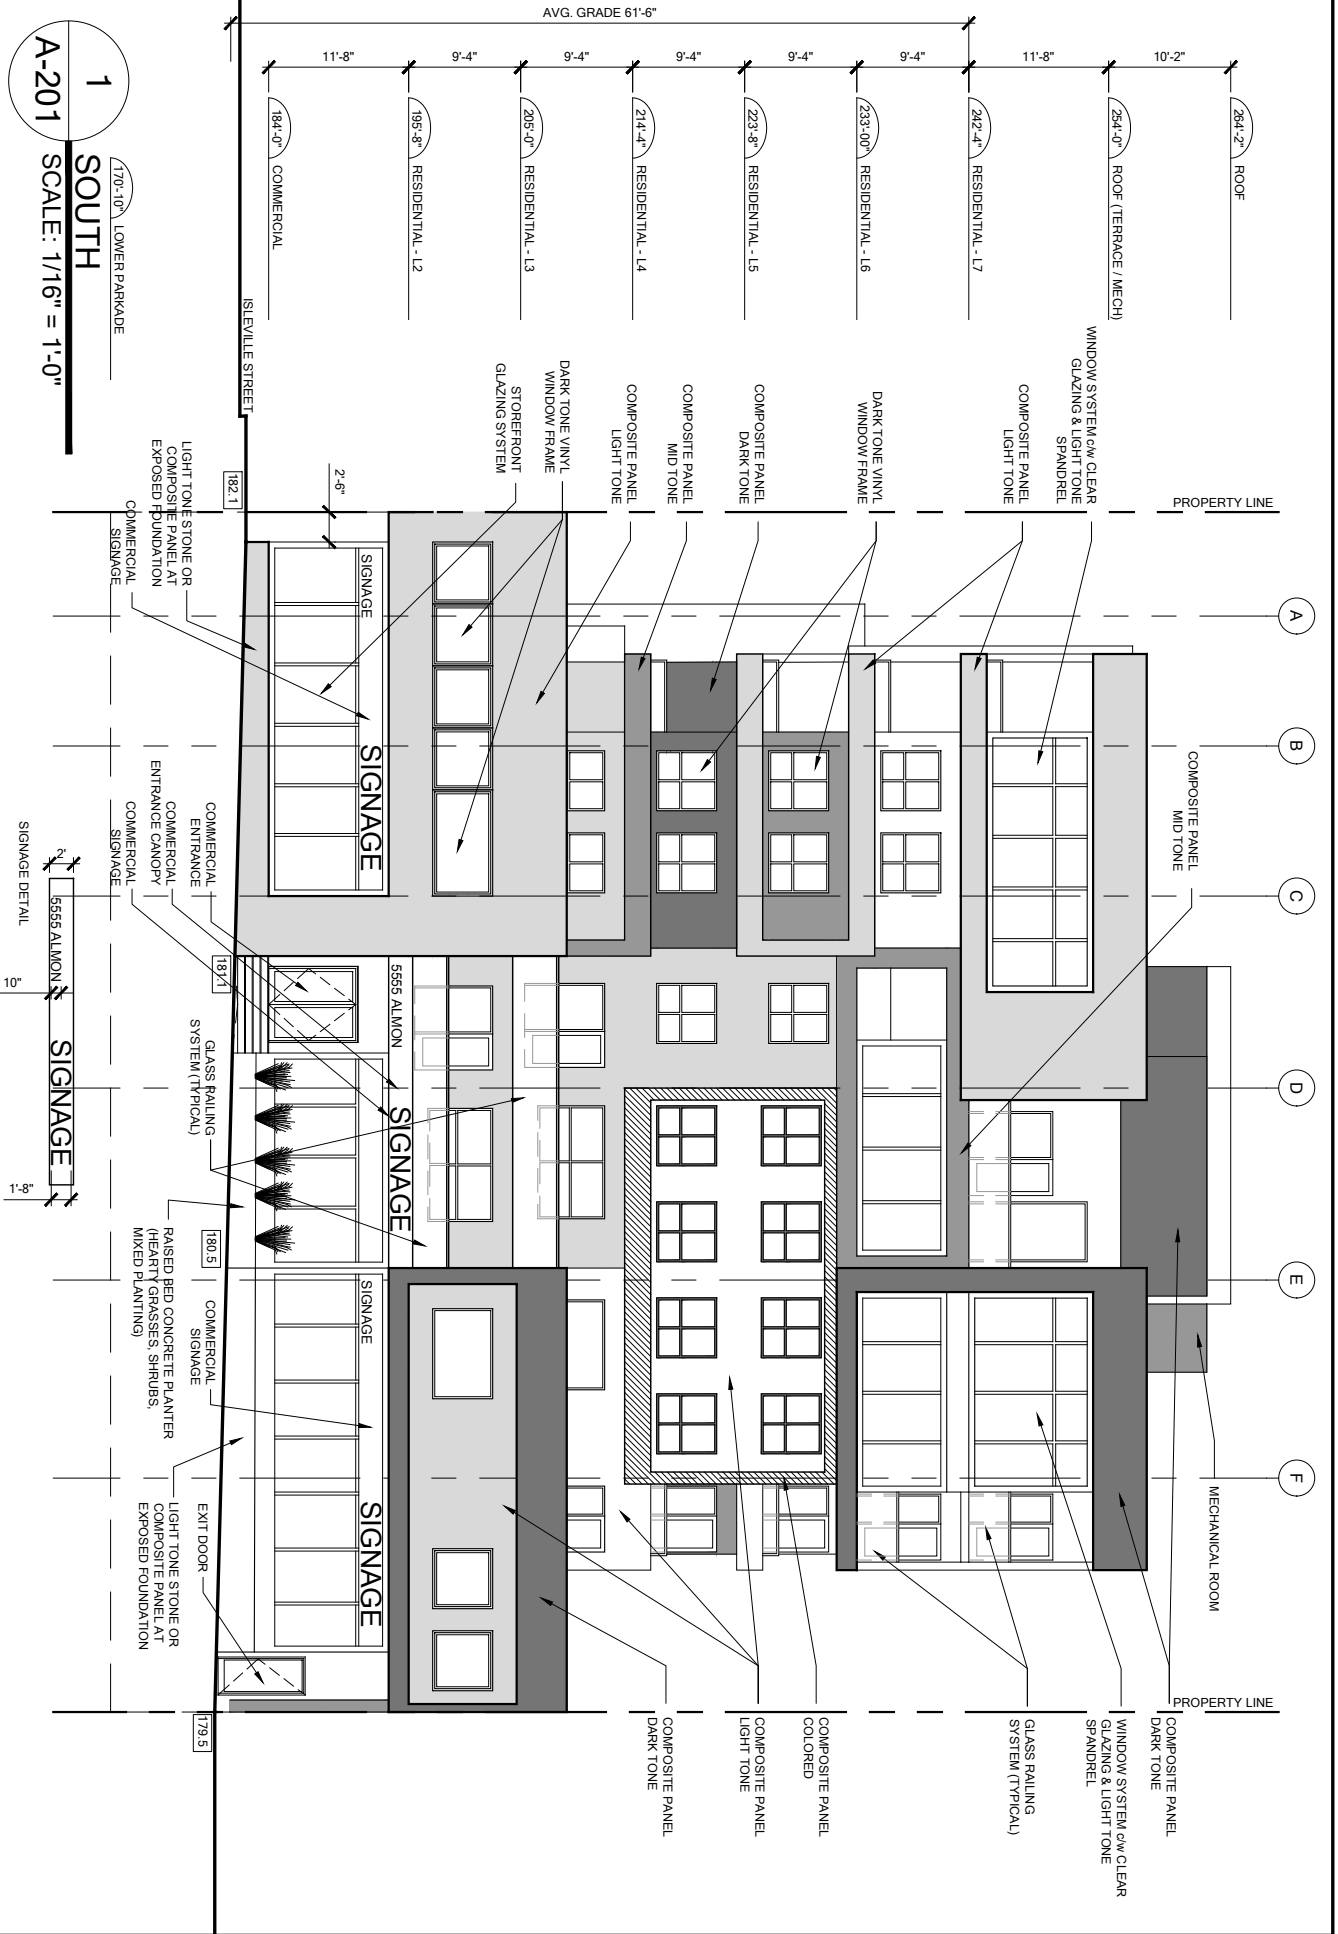 AVG. GRADE 61'-6"
11'-8"
9'-4"
9'-4"
9'-4"
9'-4"
9'-4"
11'-8"
10'-2"
184'-0"
COMMERCIAL
195'-8"
RESIDENTIAL - L2
205'-0"
RESIDENTIAL - L3
214'-4"
RESIDENTIAL - L4
223'-8"
RESIDENTIAL - L5
233'-00"
RESIDENTIAL - L6
242'-4"
RESIDENTIAL - L7
254'-0"
ROOF (TERRACE / MECH)
264'-2"
ROOF
170'-10"
LOWER PARKADE
1
A-201
SOUTH
SCALE: 1/16" = 1'-0"
ISLEVILLE STREET
PROPERTY LINE
A
B
C
D
E
F
WINDOW SYSTEM c/w CLEAR
GLAZING & LIGHT TONE
SPANDREL
COMPOSITE PANEL
LIGHT TONE
DARK TONE VINYL
WINDOW FRAME
COMPOSITE PANEL
DARK TONE
COMPOSITE PANEL
MID TONE
COMPOSITE PANEL
LIGHT TONE
DARK TONE VINYL
WINDOW FRAME
STOREFRONT
GLAZING SYSTEM
2'-6"
182.1
LIGHT TONE STONE OR
COMPOSITE PANEL AT
EXPOSED FOUNDATION
COMMERCIAL
SIGNAGE
SIGNAGE
SIGNAGE
COMPOSITE PANEL
MID TONE
COMMERCIAL
ENTRANCE
COMMERCIAL
ENTRANCE CANOPY
COMMERCIAL
SIGNAGE
181.1
5555 ALMON
SIGNAGE
GLASS RAILING
SYSTEM (TYPICAL)
180.5
RAISED BED CONCRETE PLANTER
(HEARTY GRASSES, SHRUBS,
MIXED PLANTING)
SIGNAGE
SIGNAGE
COMMERCIAL
SIGNAGE
LIGHT TONE STONE OR
COMPOSITE PANEL AT
EXPOSED FOUNDATION
EXIT DOOR
MECHANICAL ROOM
PROPERTY LINE
179.5
COMPOSITE PANEL
DARK TONE
WINDOW SYSTEM c/w CLEAR
GLAZING & LIGHT TONE
SPANDREL
GLASS RAILING
SYSTEM (TYPICAL)
COMPOSITE PANEL
COLORED
COMPOSITE PANEL
LIGHT TONE
COMPOSITE PANEL
DARK TONE
2'
5555 ALMON
SIGNAGE
10"
1'-8"
SIGNAGE DETAIL